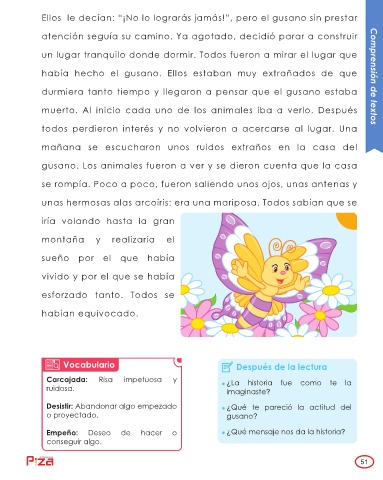 Ellos le decían: “¡No lo lograrás jamás!”, pero el gusano sin prestar
atención seguía su camino. Ya agotado, decidió parar a construir
un lugar tranquilo donde dormir. Todos fueron a mirar el lugar que
había hecho el gusano. Ellos estaban muy extrañados de que
durmiera tanto tiempo y llegaron a pensar que el gusano estaba
muerto. Al inicio cada uno de los animales iba a verlo. Después
todos perdieron interés y no volvieron a acercarse al lugar. Una
mañana se escucharon unos ruidos extraños en la casa del
gusano. Los animales fueron a ver y se dieron cuenta que la casa
se rompía. Poco a poco, fueron saliendo unos ojos, unas antenas y
unas hermosas alas arcoíris: era una mariposa. Todos sabían que se
iría volando hasta la gran
montaña y realizaría el
sueño por el que había
vivido y por el que se había
esforzado tanto. Todos se
habían equivocado.
Comprensión de textos
Vocabulario
Carcajada: Risa impetuosa y
ruidosa.
Desistir: Abandonar algo empezado
o proyectado.
Empeño: Deseo de hacer o
conseguir algo.
Después de la lectura
¿La historia fue como te la
imaginaste?
¿Qué te pareció la actitud del
gusano?
¿Qué mensaje nos da la historia?
Piza
51